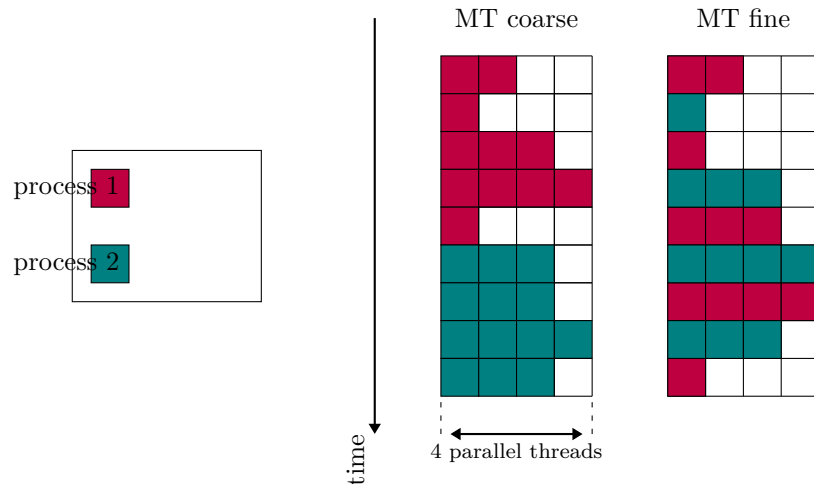 MT coarse
MT fine
process 1
process 2
time
4 parallel threads